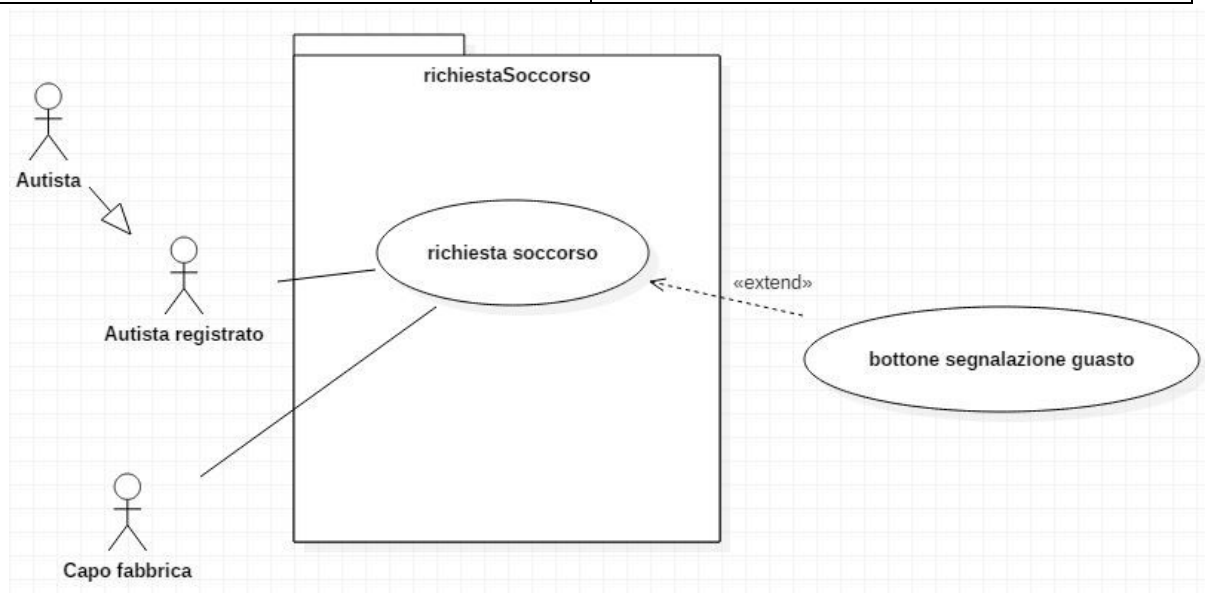 richiestaSoccorso
Autista
richiesta soccorso
«extend»
Autista registrato
bottone segnalazione guasto
Capo fabbrica